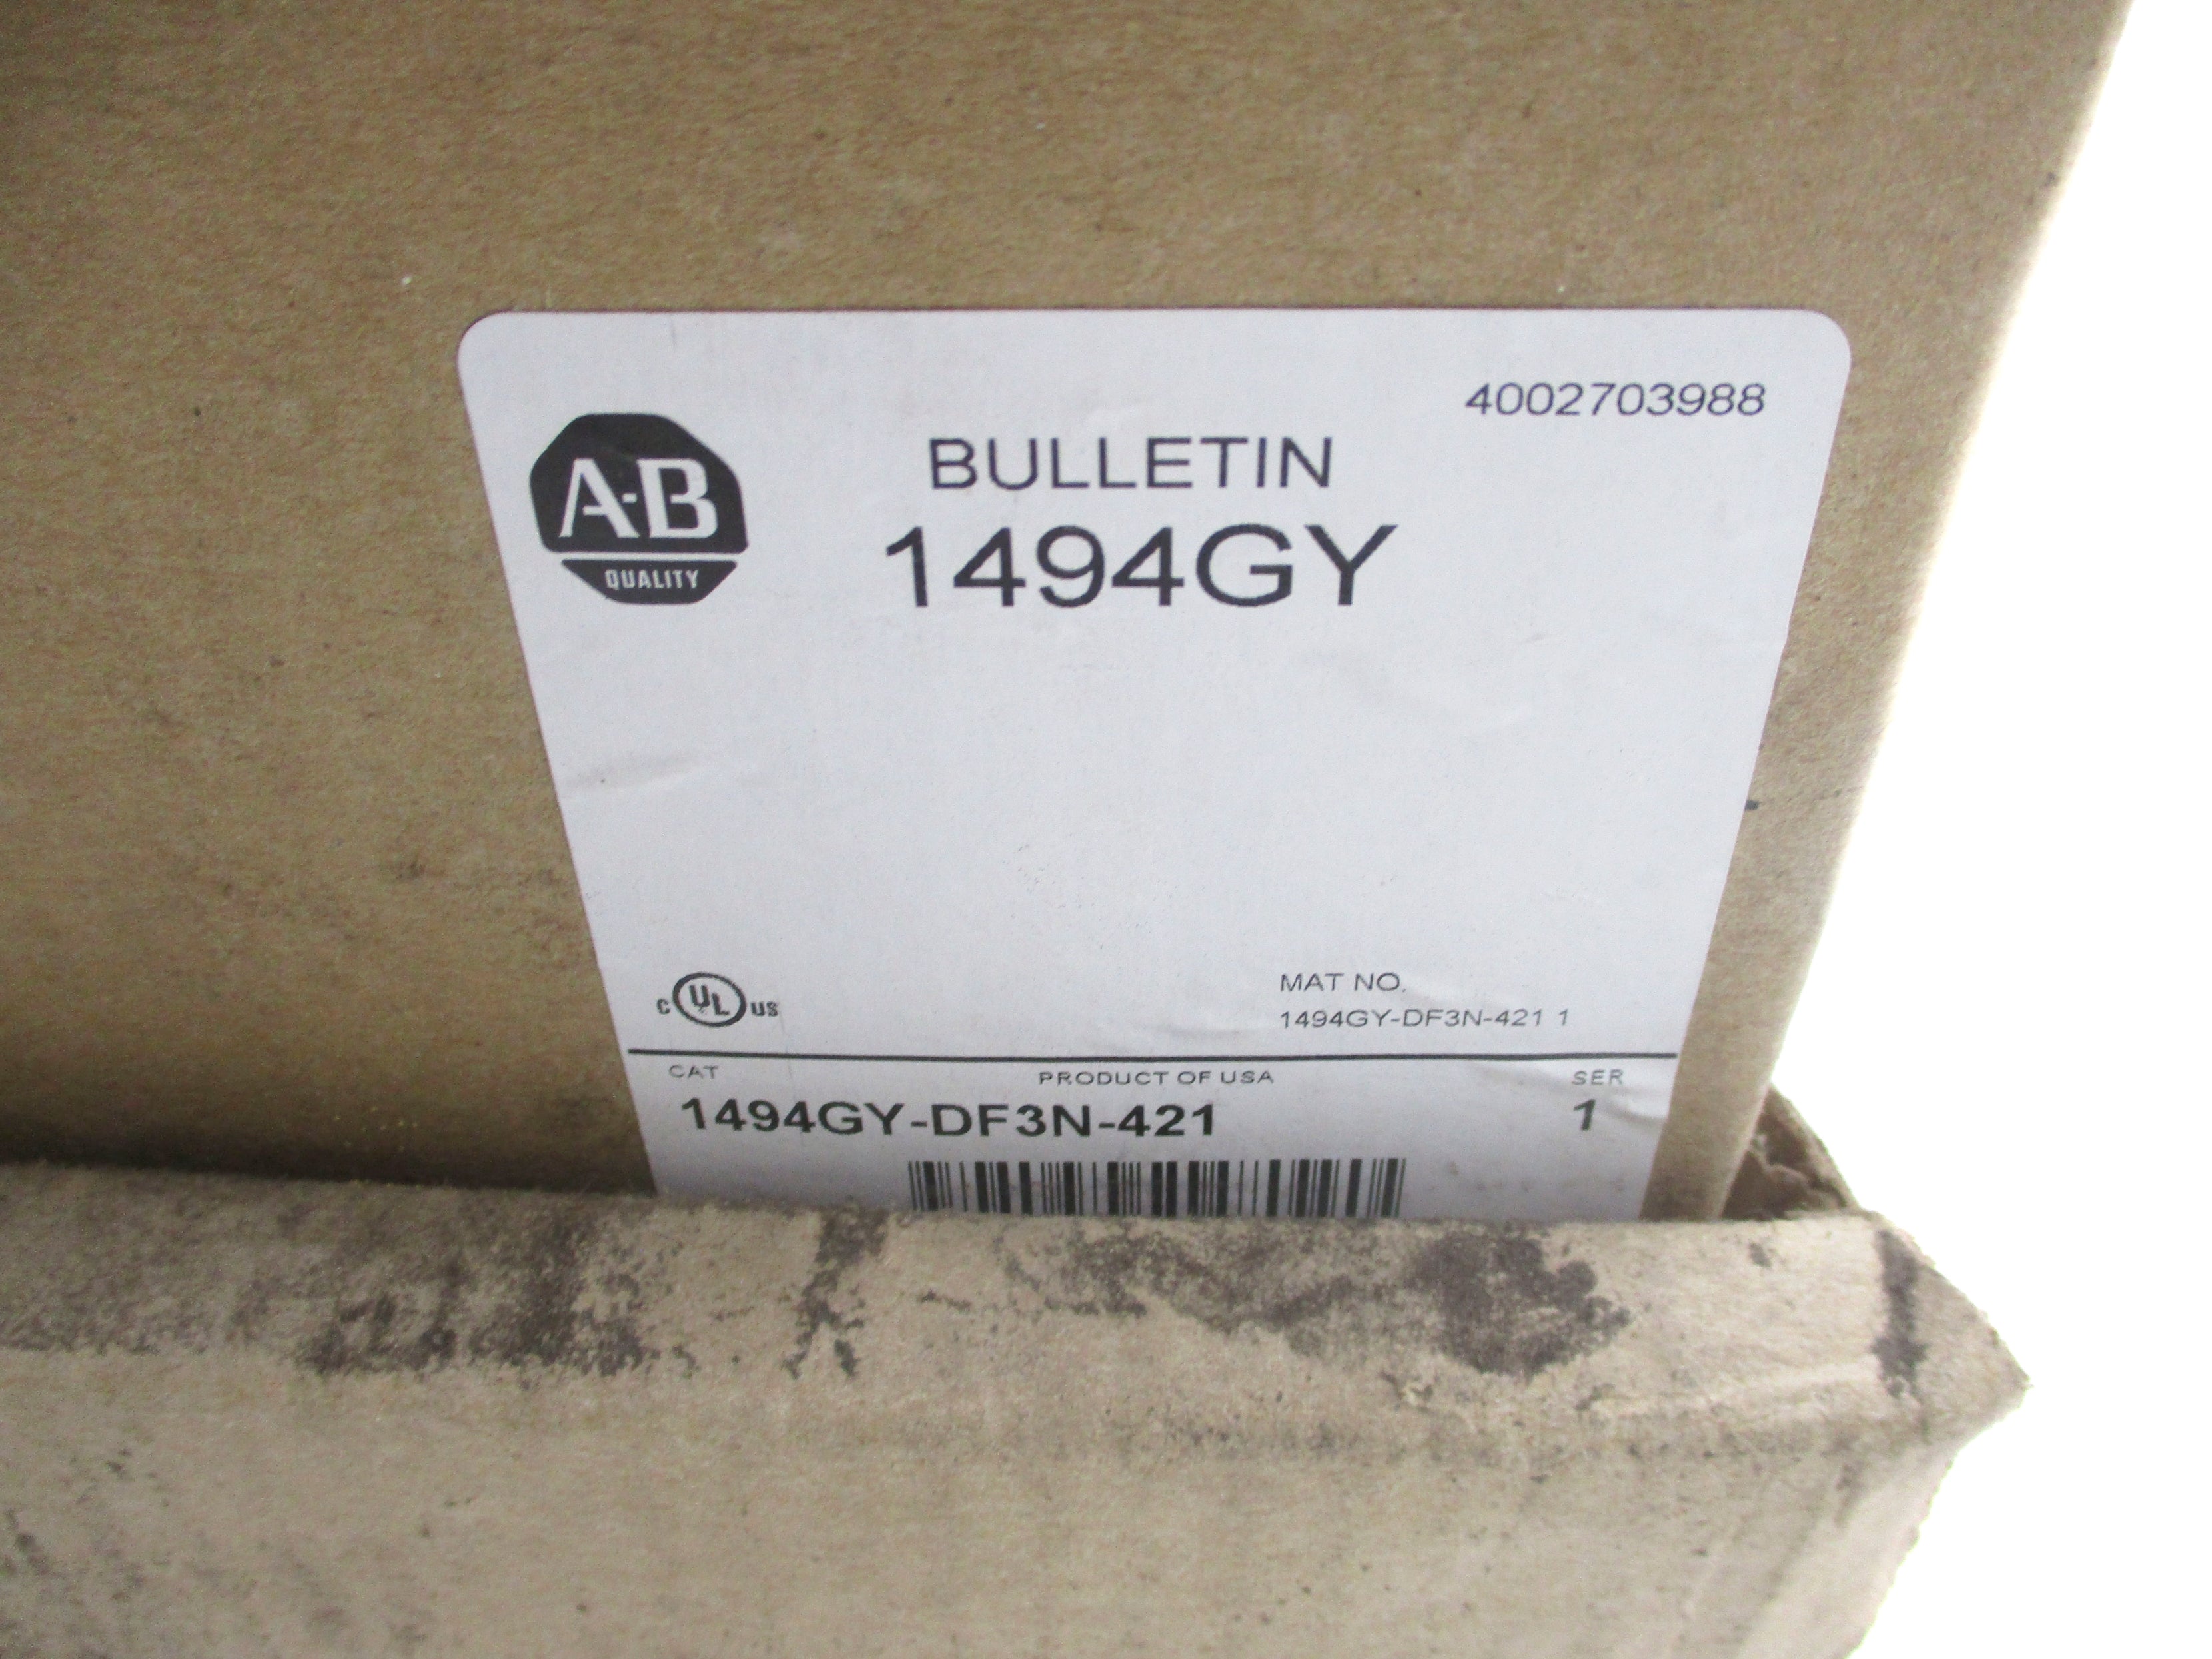 4002703988
A-B
QUALITY
BULLETIN
1494GY
C UL US
MAT NO.
1494GY-DF3N-421 1
CAT PRODUCT OF USA SER
1494GY-DF3N-421 1